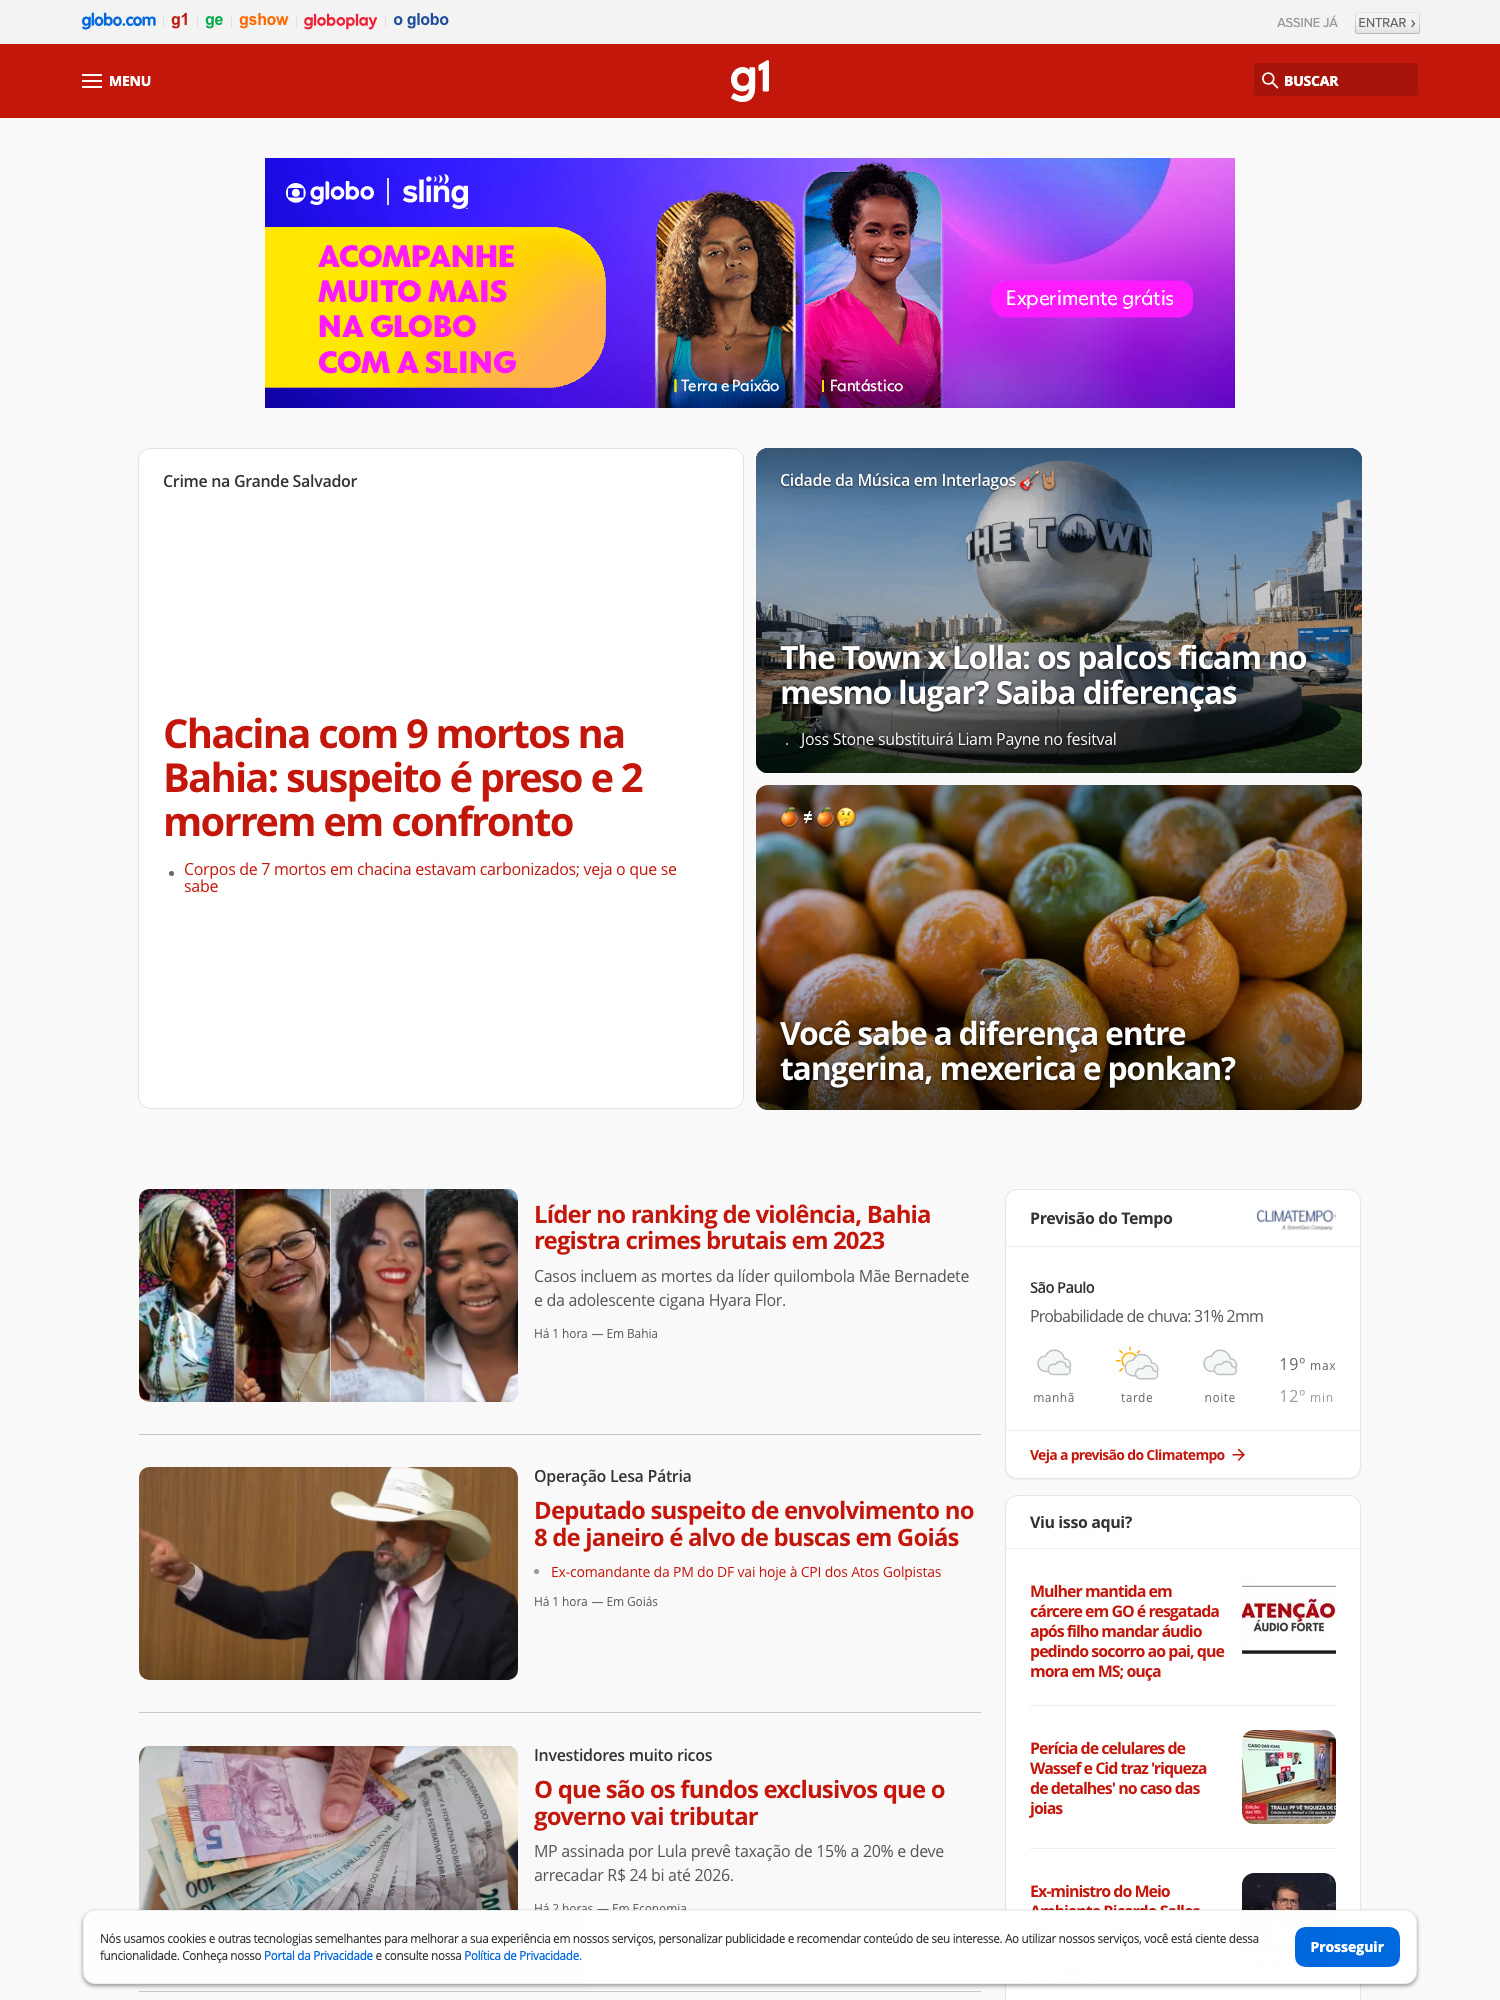 globo.com g1 ge gshow globoplay o globo
ASSINE JÁ ENTRAR ›
MENU
g1
BUSCAR
globo | sling
ACOMPANHE
MUITO MAIS
NA GLOBO
COM A SLING
Terra e Paixão
Fantástico
Experimente grátis
Crime na Grande Salvador
Chacina com 9 mortos na
Bahia: suspeito é preso e 2
morrem em confronto
Corpos de 7 mortos em chacina estavam carbonizados; veja o que se
sabe
Cidade da Música em Interlagos 🎸🤘🏼
THE TOWN
The Town x Lolla: os palcos ficam no
mesmo lugar? Saiba diferenças
Joss Stone substituirá Liam Payne no fesitval
🍊 ≠ 🍊🤔
Você sabe a diferença entre
tangerina, mexerica e ponkan?
Líder no ranking de violência, Bahia
registra crimes brutais em 2023
Casos incluem as mortes da líder quilombola Mãe Bernadete
e da adolescente cigana Hyara Flor.
Há 1 hora — Em Bahia
Operação Lesa Pátria
Deputado suspeito de envolvimento no
8 de janeiro é alvo de buscas em Goiás
Ex-comandante da PM do DF vai hoje à CPI dos Atos Golpistas
Há 1 hora — Em Goiás
Investidores muito ricos
O que são os fundos exclusivos que o
governo vai tributar
MP assinada por Lula prevê taxação de 15% a 20% e deve
arrecadar R$ 24 bi até 2026.
Há 2 horas — Em Economia
Previsão do Tempo
CLIMATEMPO
A StormGeo Company
São Paulo
Probabilidade de chuva: 31% 2mm
manhã tarde noite
19º max
12º min
Veja a previsão do Climatempo →
Viu isso aqui?
Mulher mantida em
cárcere em GO é resgatada
após filho mandar áudio
pedindo socorro ao pai, que
mora em MS; ouça
ATENÇÃO
ÁUDIO FORTE
Perícia de celulares de
Wassef e Cid traz 'riqueza
de detalhes' no caso das
joias
CASO DAS JOIAS
Ex-ministro do Meio
Ambiente Ricardo Salles
Nós usamos cookies e outras tecnologias semelhantes para melhorar a sua experiência em nossos serviços, personalizar publicidade e recomendar conteúdo de seu interesse. Ao utilizar nossos serviços, você está ciente dessa
funcionalidade. Conheça nosso Portal da Privacidade e consulte nossa Política de Privacidade.
Prosseguir